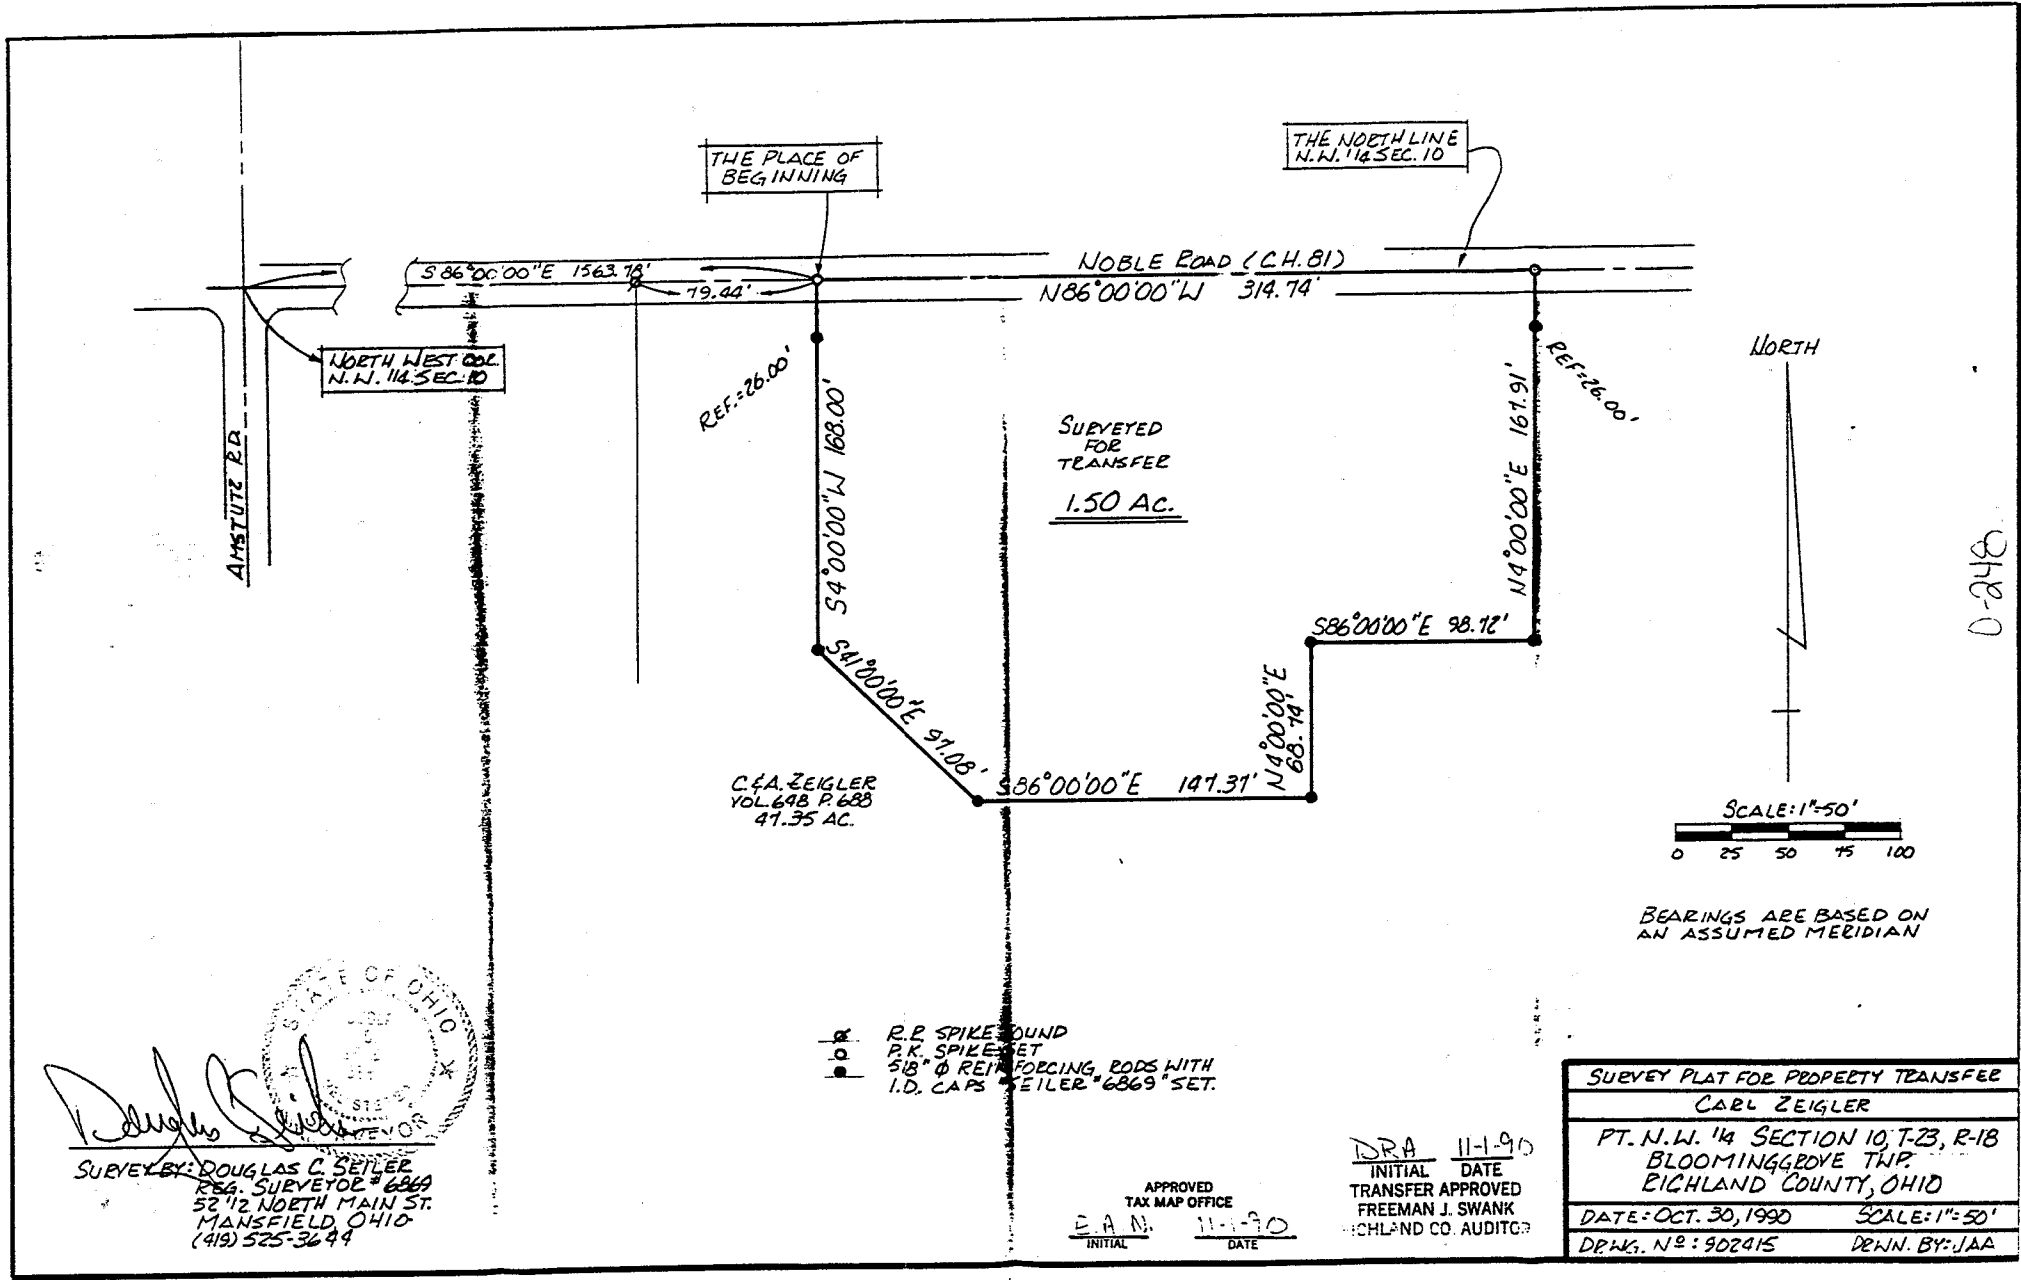 THE PLACE OF
BEGINNING
THE NORTH LINE
N.W. 1/4 SEC. 10
S 86°00'00"E 1563.78'
79.44'
NOBLE ROAD (C.H. 81)
N86°00'00"W 314.74'
NORTH WEST COR.
N.W. 1/4 SEC. 10
AMSTUTZ RD.
REF.=26.00'
S4°00'00"W 168.00'
SURVEYED
FOR
TRANSFER
1.50 AC.
N4°00'00"E 167.91'
REF=26.00'
NORTH
S41°00'00"E 97.08'
S86°00'00"E 147.37'
N4°00'00"E
68.74'
S86°00'00"E 98.72'
C.&A. ZEIGLER
VOL. 648 P. 688
47.35 AC.
SCALE: 1"=50'
0 25 50 75 100
BEARINGS ARE BASED ON
AN ASSUMED MERIDIAN
D-248
R.R. SPIKE FOUND
P.K. SPIKE SET
5/8" Φ REINFORCING RODS WITH
I.D. CAPS "SEILER #6869" SET.
STATE OF OHIO
Douglas C. Seiler
SURVEY BY: DOUGLAS C. SEILER
REG. SURVEYOR #6869
52 1/2 NORTH MAIN ST.
MANSFIELD, OHIO
(419) 525-3644
APPROVED
TAX MAP OFFICE
E.A.N. 11-1-90
INITIAL DATE
DRA 11-1-90
INITIAL DATE
TRANSFER APPROVED
FREEMAN J. SWANK
RICHLAND CO. AUDITOR
SURVEY PLAT FOR PROPERTY TRANSFER
CARL ZEIGLER
PT. N.W. 1/4 SECTION 10, T-23, R-18
BLOOMINGGROVE TWP.
RICHLAND COUNTY, OHIO
DATE: OCT. 30, 1990 SCALE: 1"=50'
DRWG. Nº: 902415 DRWN. BY: JAA